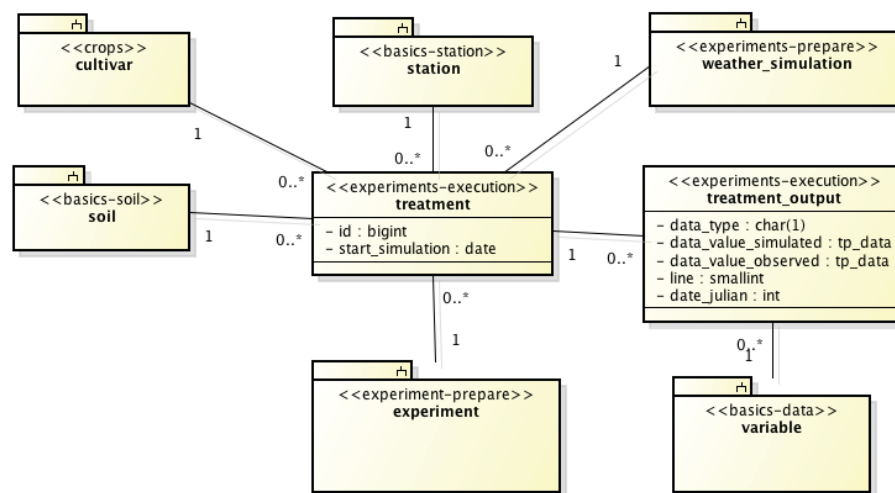 <<crops>>
cultivar
<<basics-station>>
station
<<experiments-prepare>>
weather_simulation
1
1
1
0..*
0..*
0..*
<<basics-soil>>
soil
1
0..*
<<experiments-execution>>
treatment
- id : bigint
- start_simulation : date
1
0..*
<<experiments-execution>>
treatment_output
- data_type : char(1)
- data_value_simulated : tp_data
- data_value_observed : tp_data
- line : smallint
- date_julian : int
0..*
1
0..*
1
<<experiment-prepare>>
experiment
<<basics-data>>
variable